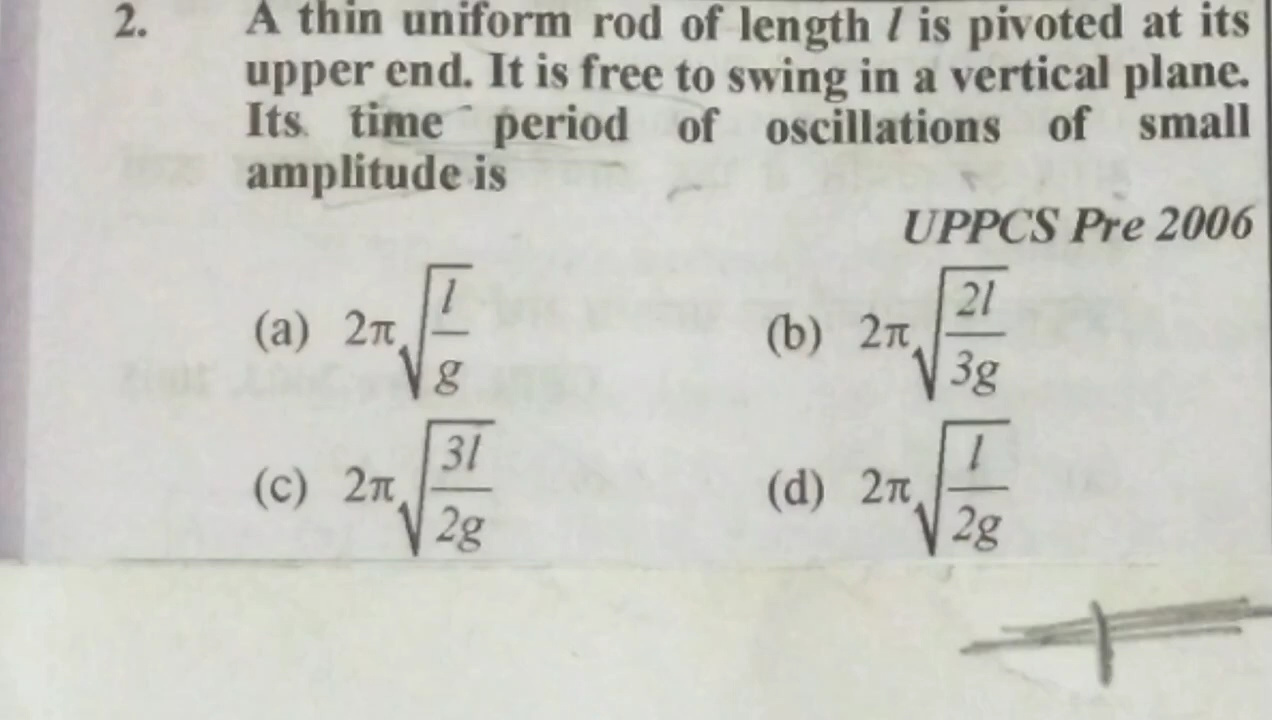 2. A thin uniform rod of length l is pivoted at its
upper end. It is free to swing in a vertical plane.
Its time period of oscillations of small
amplitude is
UPPCS Pre 2006
(a) 2π√(l/g) (b) 2π√(2l/3g)
(c) 2π√(3l/2g) (d) 2π√(l/2g)